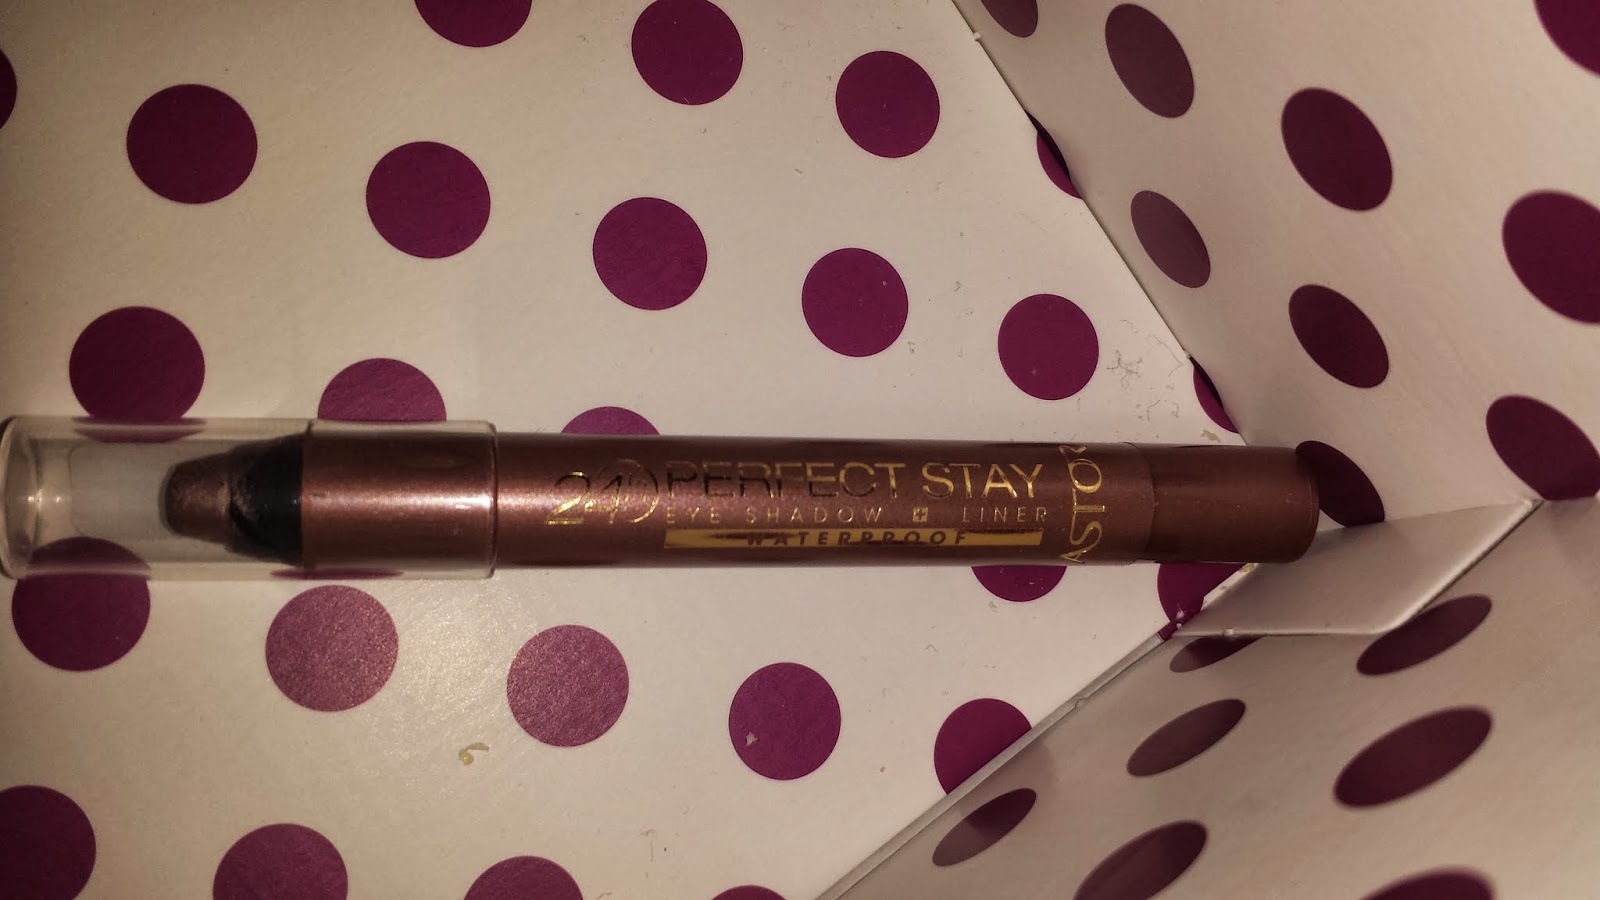 24h PERFECT STAY
EYE SHADOW + LINER
WATERPROOF
ASTOR